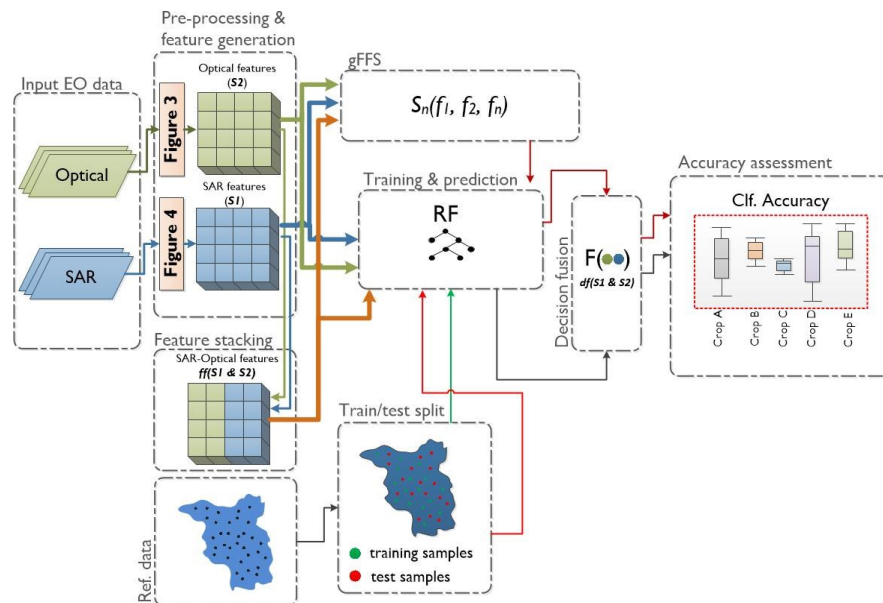 Pre-processing &
feature generation
Input EO data
Optical
SAR
Figure 3
Optical features
(S2)
Figure 4
SAR features
(S1)
gFFS
Sn(f1, f2, fn)
Training & prediction
RF
Decision fusion
F( )
df(S1 & S2)
Accuracy assessment
Clf. Accuracy
Crop A
Crop B
Crop C
Crop D
Crop E
Feature stacking
SAR-Optical features
ff(S1 & S2)
Train/test split
training samples
test samples
Ref. data